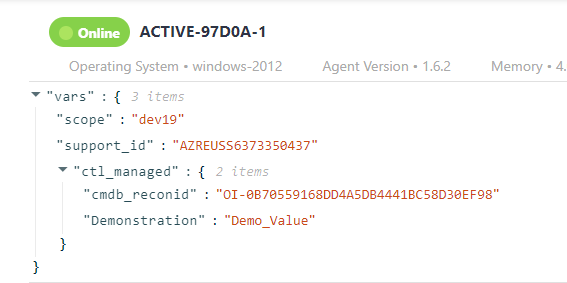 Online ACTIVE-97D0A-1
Operating System • windows-2012 Agent Version • 1.6.2 Memory • 4.
"vars" : { 3 items
"scope" : "dev19"
"support_id" : "AZREUSS6373350437"
"ctl_managed" : { 2 items
"cmdb_reconid" : "OI-0B70559168DD4A5DB4441BC58D30EF98"
"Demonstration" : "Demo_Value"
}
}